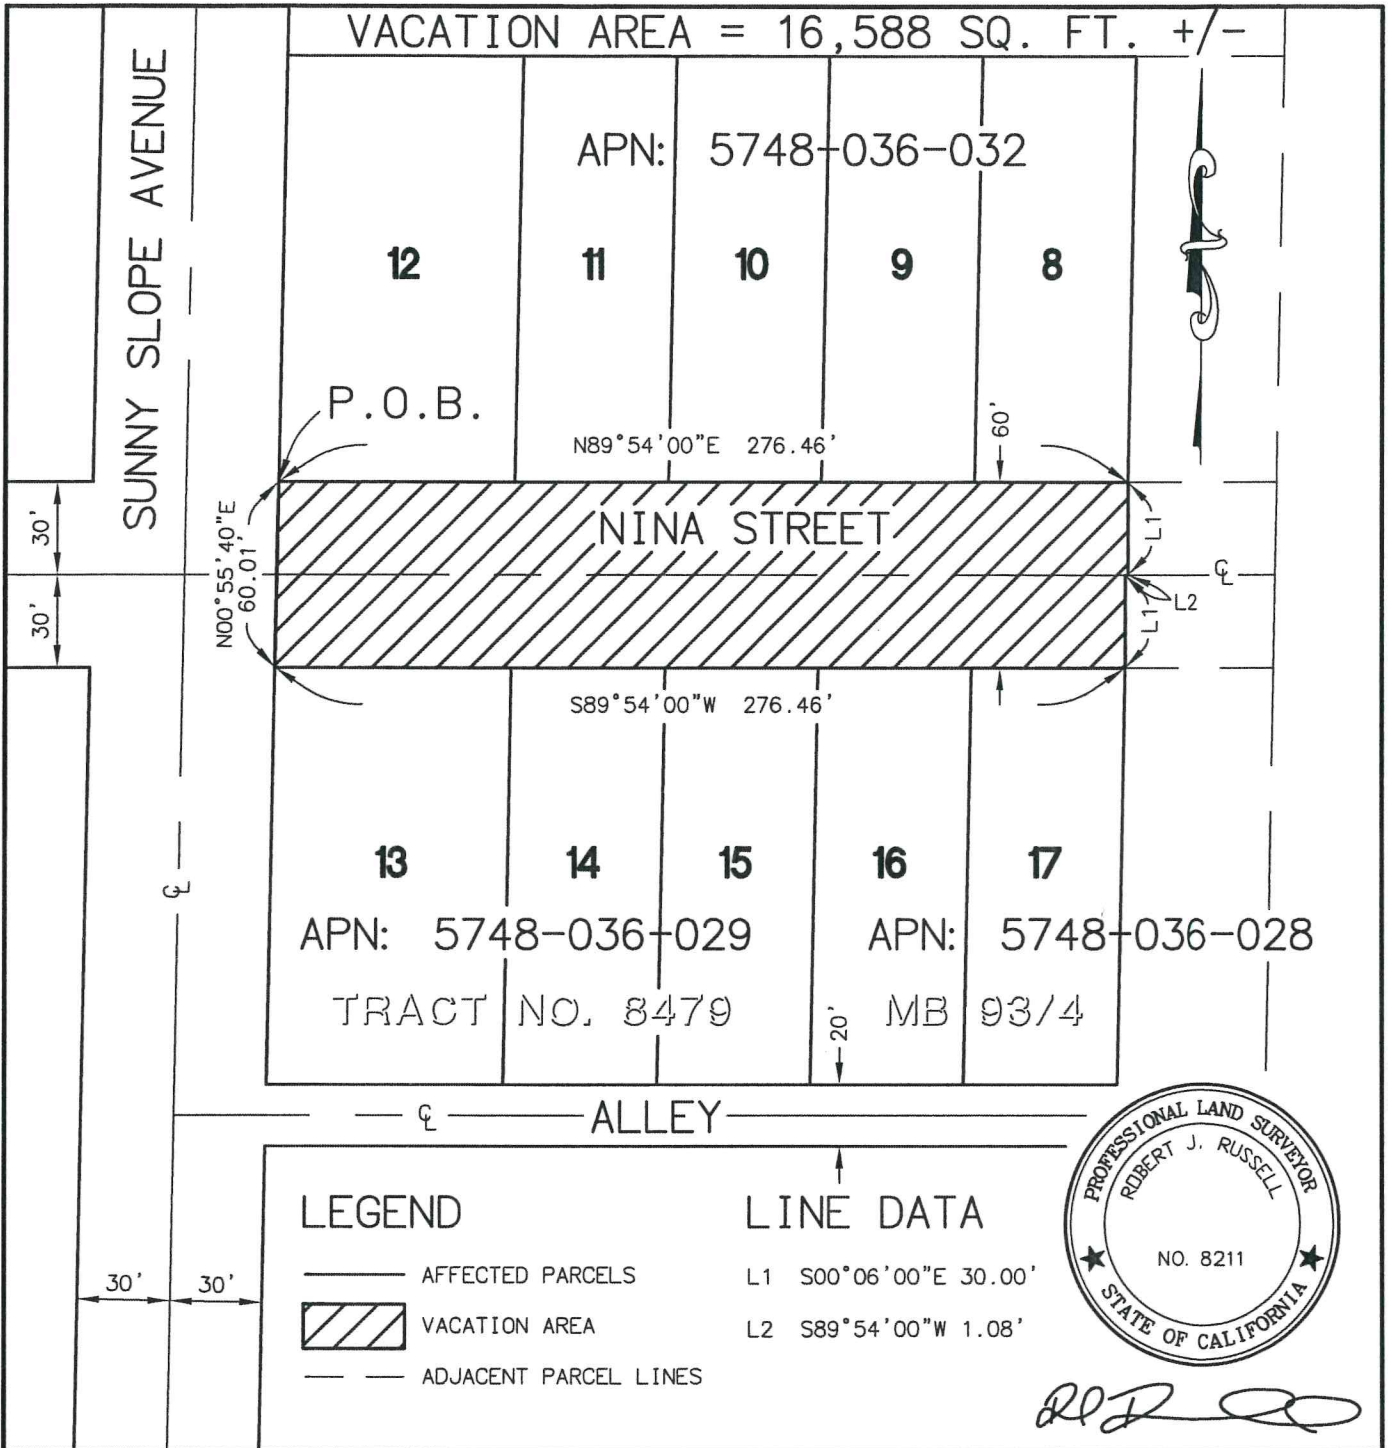 VACATION AREA = 16,588 SQ. FT. +/-
SUNNY SLOPE AVENUE
APN: 5748-036-032
12
11
10
9
8
P.O.B.
N89°54'00"E 276.46'
60'
30'
30'
N00°55'40"E
60.01'
NINA STREET
L1
℄
L2
L1
S89°54'00"W 276.46'
13
14
15
16
17
℄
APN: 5748-036-029
APN: 5748-036-028
TRACT NO. 8479 MB 93/4
20'
℄
ALLEY
LEGEND
AFFECTED PARCELS
VACATION AREA
ADJACENT PARCEL LINES
30'
30'
LINE DATA
L1 S00°06'00"E 30.00'
L2 S89°54'00"W 1.08'
PROFESSIONAL LAND SURVEYOR
ROBERT J. RUSSELL
NO. 8211
STATE OF CALIFORNIA